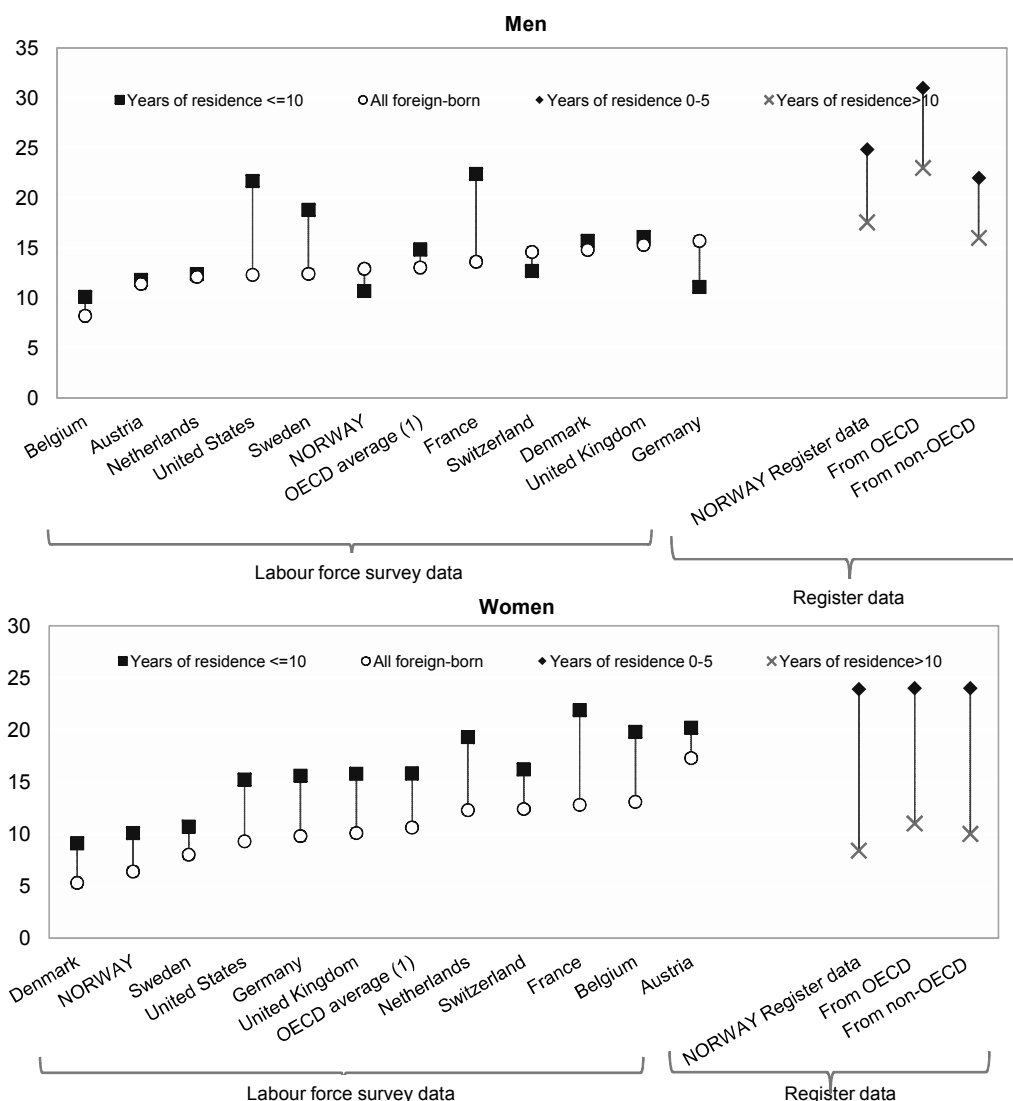 Men
35
30
25
20
15
10
5
0
Years of residence <=10 All foreign-born Years of residence 0-5 Years of residence>10
Belgium
Austria
Netherlands
United States
Sweden
NORWAY
OECD average (1)
France
Switzerland
Denmark
United Kingdom
Germany
NORWAY Register data
From OECD
From non-OECD
Labour force survey data
Register data
Women
30
25
20
15
10
5
0
Years of residence <=10 All foreign-born Years of residence 0-5 Years of residence>10
Denmark
NORWAY
Sweden
United States
Germany
United Kingdom
OECD average (1)
Netherlands
Switzerland
France
Belgium
Austria
NORWAY Register data
From OECD
From non-OECD
Labour force survey data
Register data